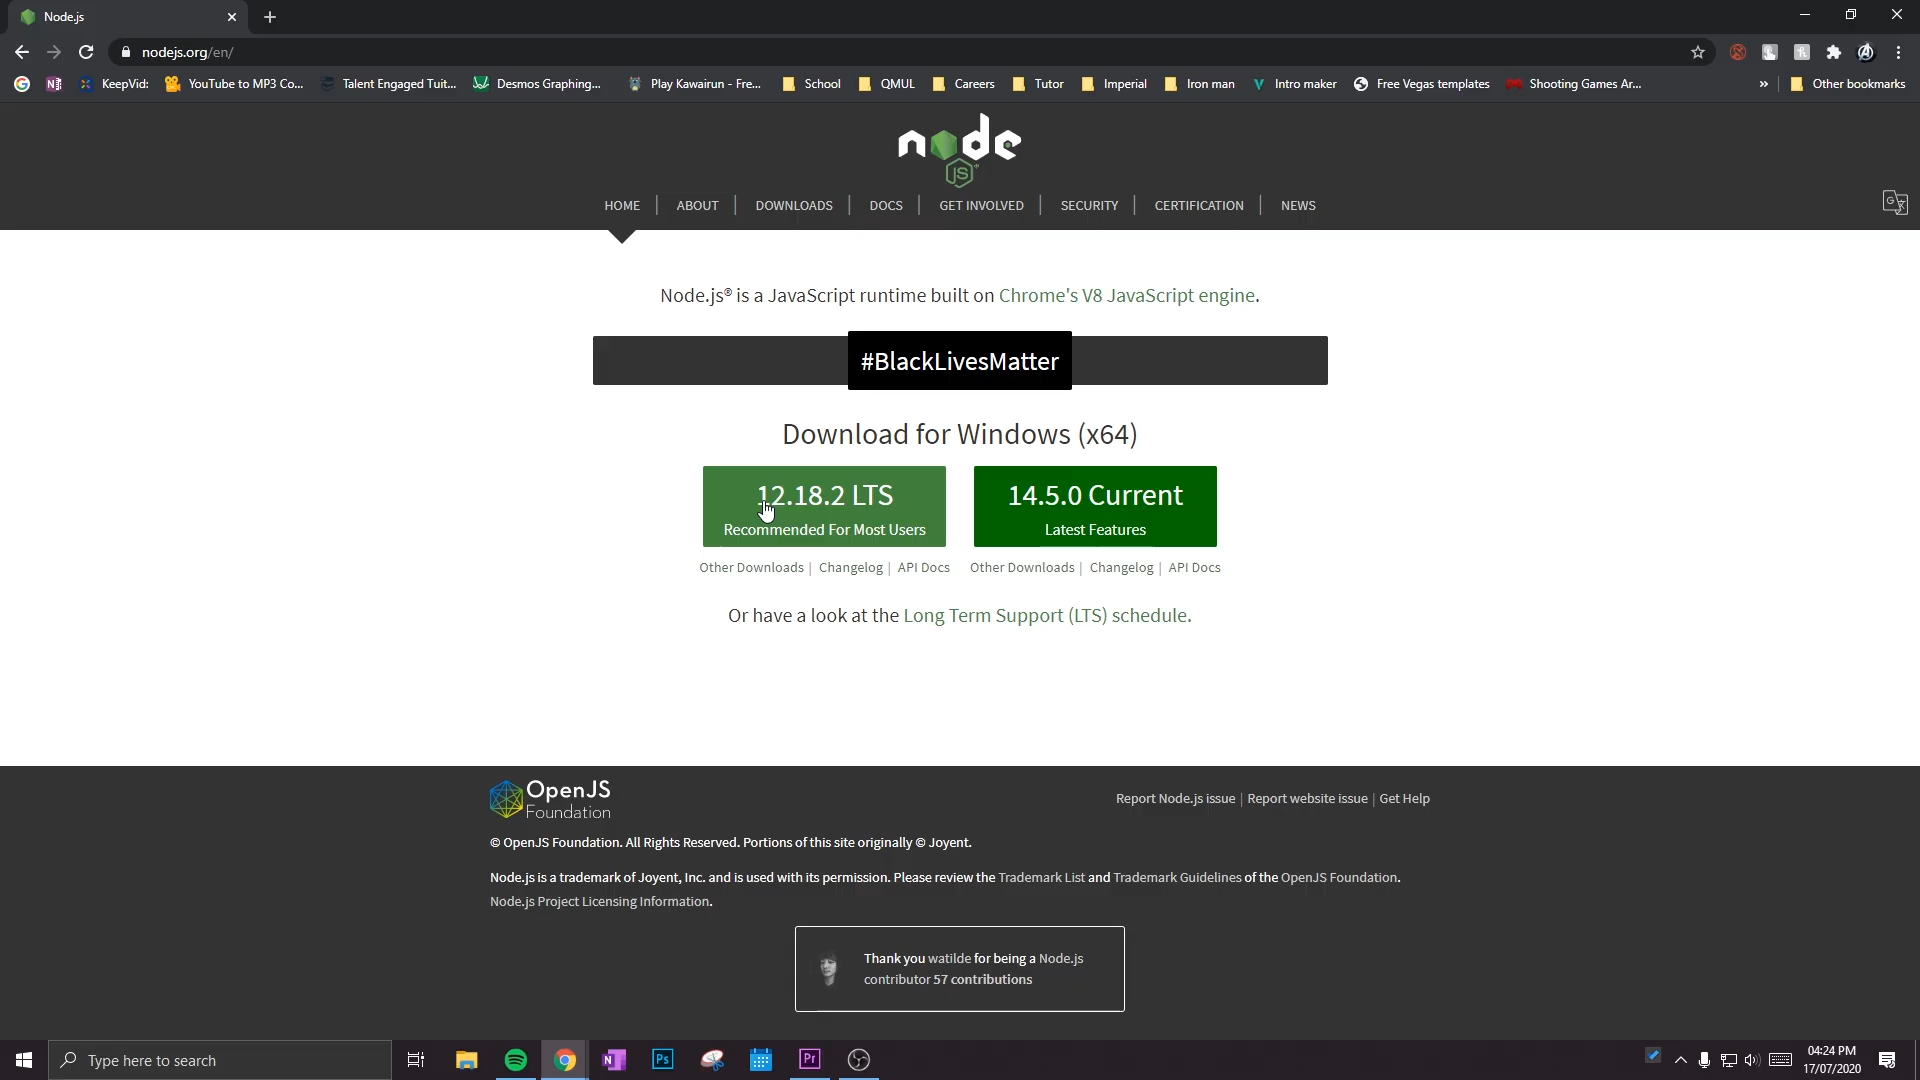 Node.js
nodejs.org/en/
KeepVid:
YouTube to MP3 Co...
Talent Engaged Tuit...
Desmos Graphing...
Play Kawairun - Fre...
School
QMUL
Careers
Tutor
Imperial
Iron man
Intro maker
Free Vegas templates
Shooting Games Ar...
»
Other bookmarks
node
JS
HOME
ABOUT
DOWNLOADS
DOCS
GET INVOLVED
SECURITY
CERTIFICATION
NEWS
Node.js® is a JavaScript runtime built on Chrome's V8 JavaScript engine.
#BlackLivesMatter
Download for Windows (x64)
12.18.2 LTS
Recommended For Most Users
14.5.0 Current
Latest Features
Other Downloads | Changelog | API Docs
Other Downloads | Changelog | API Docs
Or have a look at the Long Term Support (LTS) schedule.
OpenJS
Foundation
Report Node.js issue | Report website issue | Get Help
© OpenJS Foundation. All Rights Reserved. Portions of this site originally © Joyent.
Node.js is a trademark of Joyent, Inc. and is used with its permission. Please review the Trademark List and Trademark Guidelines of the OpenJS Foundation.
Node.js Project Licensing Information.
Thank you watilde for being a Node.js
contributor 57 contributions
Type here to search
Ps
Pr
04:24 PM
17/07/2020